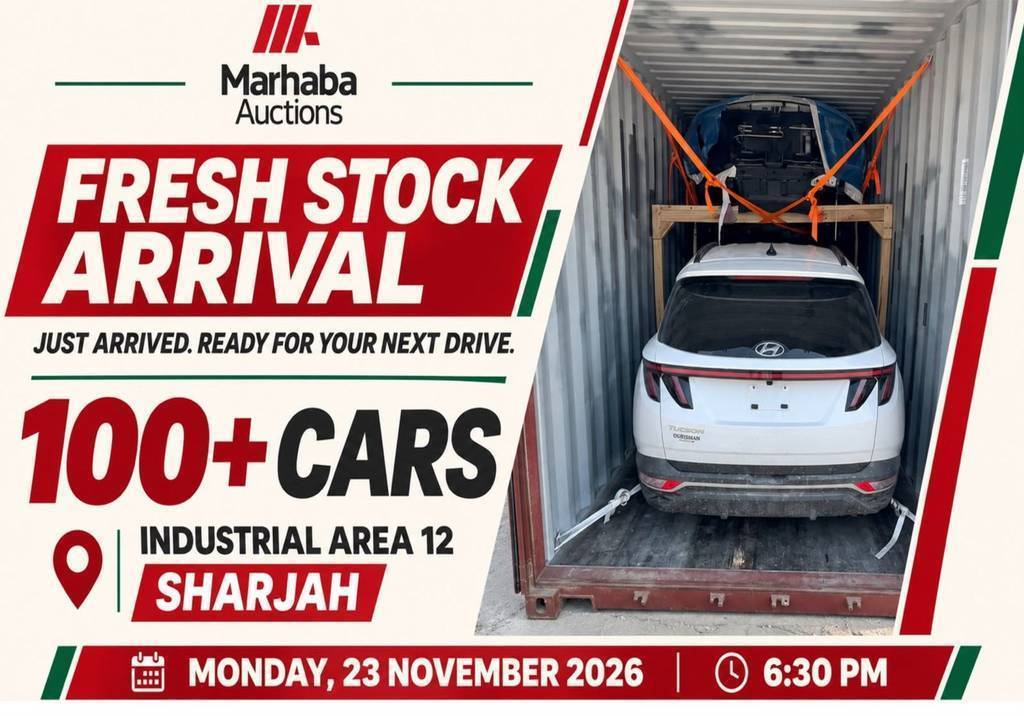 Marhaba
Auctions
FRESH STOCK
ARRIVAL
JUST ARRIVED. READY FOR YOUR NEXT DRIVE.
100+ CARS
INDUSTRIAL AREA 12
SHARJAH
TUCSON
OURISMAN
MONDAY, 23 NOVEMBER 2026
6:30 PM